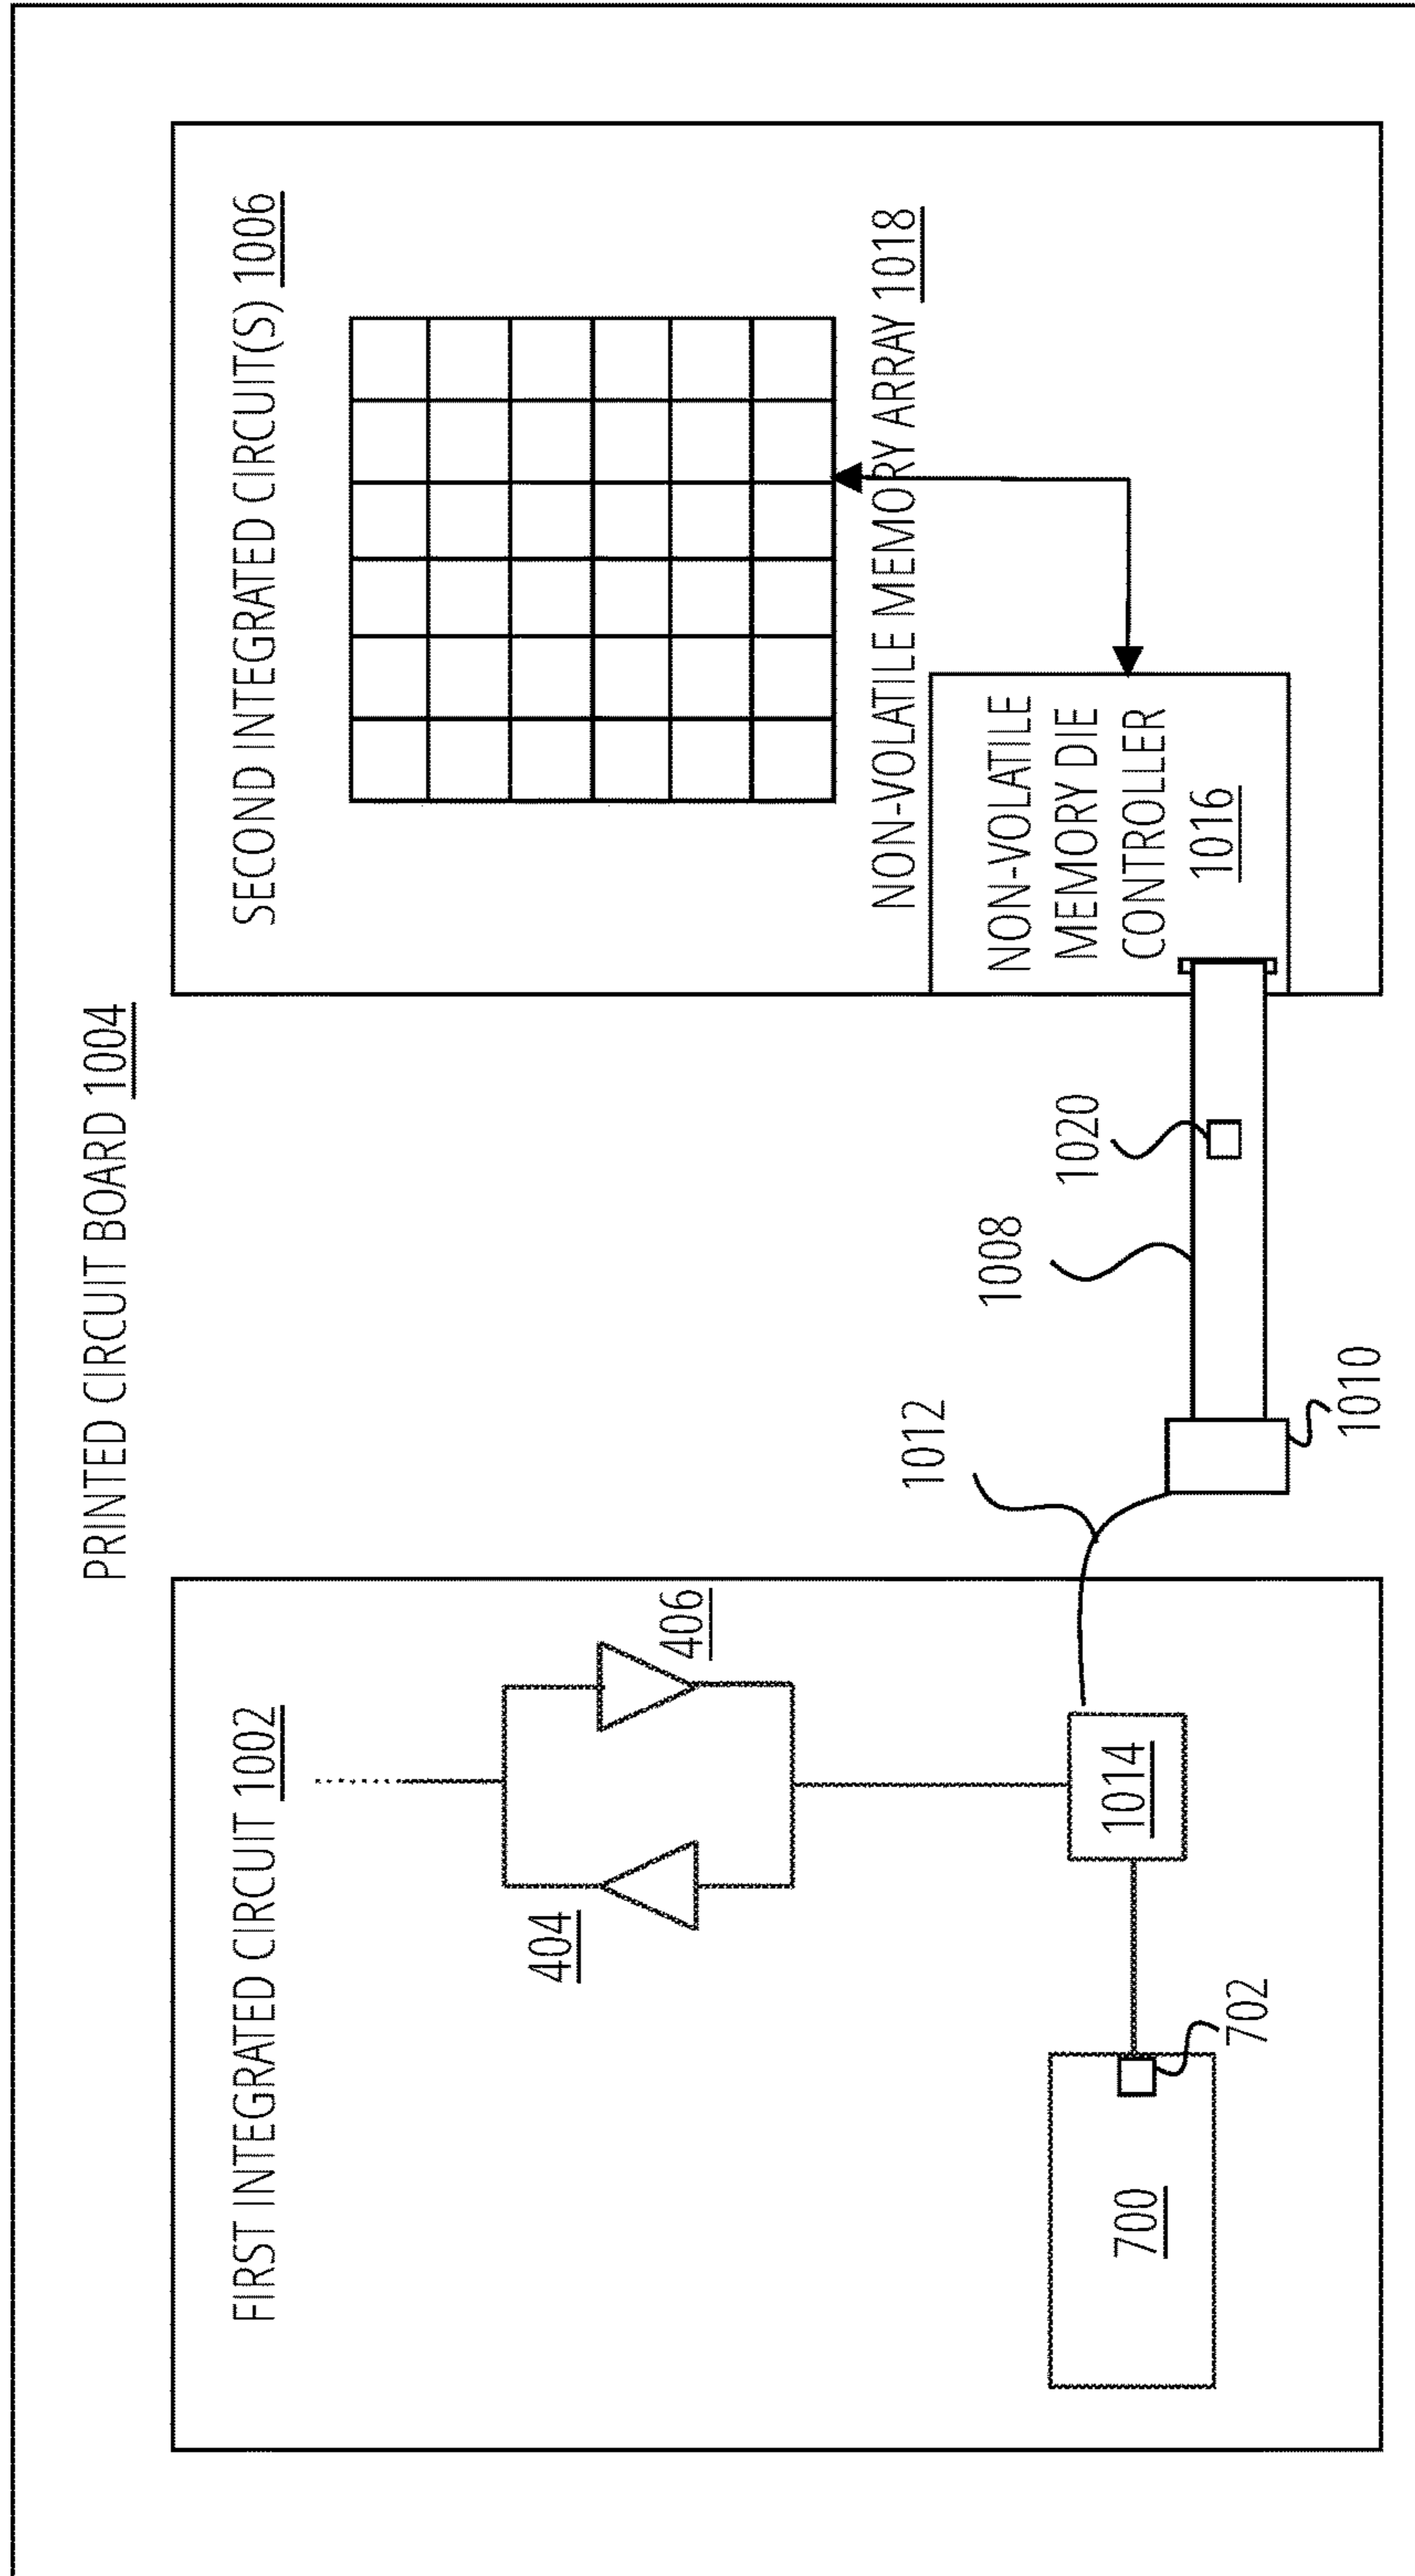 PRINTED CIRCUIT BOARD 1004
FIRST INTEGRATED CIRCUIT 1002
404
406
1014
700
702
1012
1010
1008
1020
SECOND INTEGRATED CIRCUIT(S) 1006
NON-VOLATILE MEMORY ARRAY 1018
NON-VOLATILE
MEMORY DIE
CONTROLLER
1016